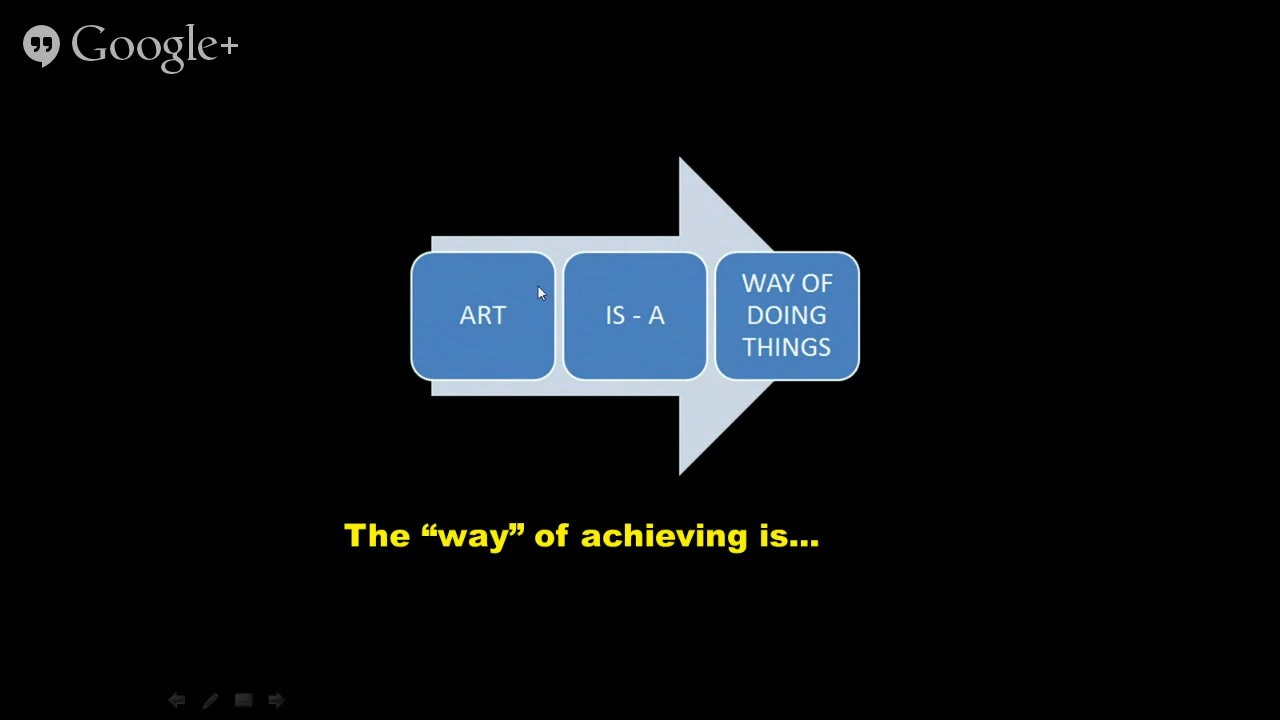 Google+
ART
IS - A
WAY OF
DOING
THINGS
The “way” of achieving is...